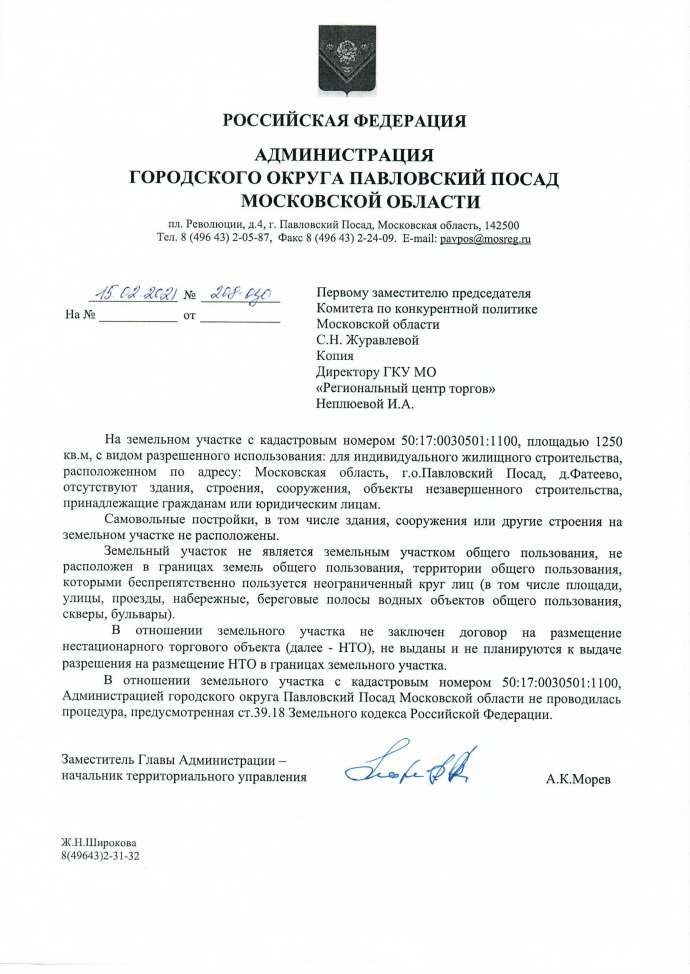 РОССИЙСКАЯ ФЕДЕРАЦИЯ
АДМИНИСТРАЦИЯ
ГОРОДСКОГО ОКРУГА ПАВЛОВСКИЙ ПОСАД
МОСКОВСКОЙ ОБЛАСТИ
пл. Революции, д.4, г. Павловский Посад, Московская область, 142500
Тел. 8 (496 43) 2-05-87, Факс 8 (496 43) 2-24-09. E-mail: pavpos@mosreg.ru
15.02.2021 № 208-030
На № ____________ от ____________
Первому заместителю председателя
Комитета по конкурентной политике
Московской области
С.Н. Журавлевой
Копия
Директору ГКУ МО
«Региональный центр торгов»
Неплюевой И.А.
На земельном участке с кадастровым номером 50:17:0030501:1100, площадью 1250
кв.м, с видом разрешенного использования: для индивидуального жилищного строительства,
расположенном по адресу: Московская область, г.о.Павловский Посад, д.Фатеево,
отсутствуют здания, строения, сооружения, объекты незавершенного строительства,
принадлежащие гражданам или юридическим лицам.
Самовольные постройки, в том числе здания, сооружения или другие строения на
земельном участке не расположены.
Земельный участок не является земельным участком общего пользования, не
расположен в границах земель общего пользования, территории общего пользования,
которыми беспрепятственно пользуется неограниченный круг лиц (в том числе площади,
улицы, проезды, набережные, береговые полосы водных объектов общего пользования,
скверы, бульвары).
В отношении земельного участка не заключен договор на размещение
нестационарного торгового объекта (далее - НТО), не выданы и не планируются к выдаче
разрешения на размещение НТО в границах земельного участка.
В отношении земельного участка с кадастровым номером 50:17:0030501:1100,
Администрацией городского округа Павловский Посад Московской области не проводилась
процедура, предусмотренная ст.39.18 Земельного кодекса Российской Федерации.
Заместитель Главы Администрации –
начальник территориального управления
А.К.Морев
Ж.Н.Широкова
8(49643)2-31-32